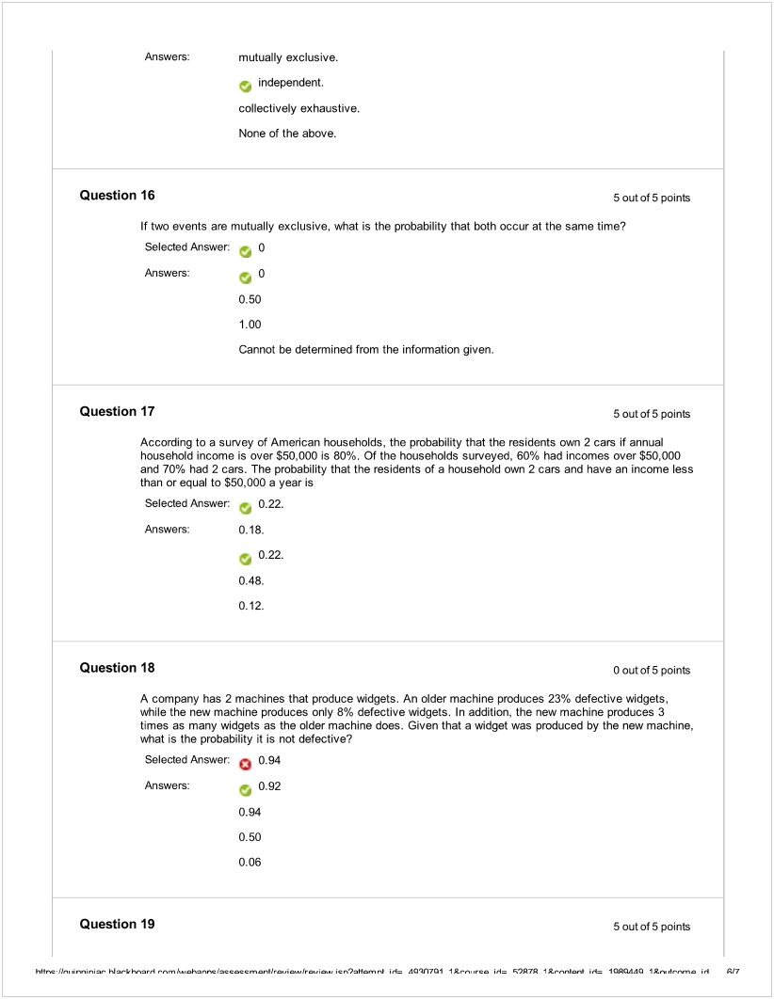 Answers: mutually exclusive.
independent.
collectively exhaustive.
None of the above.
Question 16 5 out of 5 points
If two events are mutually exclusive, what is the probability that both occur at the same time?
Selected Answer: 0
Answers: 0
0.50
1.00
Cannot be determined from the information given.
Question 17 5 out of 5 points
According to a survey of American households, the probability that the residents own 2 cars if annual
household income is over $50,000 is 80%. Of the households surveyed, 60% had incomes over $50,000
and 70% had 2 cars. The probability that the residents of a household own 2 cars and have an income less
than or equal to $50,000 a year is
Selected Answer: 0.22.
Answers: 0.18.
0.22.
0.48.
0.12.
Question 18 0 out of 5 points
A company has 2 machines that produce widgets. An older machine produces 23% defective widgets,
while the new machine produces only 8% defective widgets. In addition, the new machine produces 3
times as many widgets as the older machine does. Given that a widget was produced by the new machine,
what is the probability it is not defective?
Selected Answer: 0.94
Answers: 0.92
0.94
0.50
0.06
Question 19 5 out of 5 points
https://quinnipiac.blackboard.com/webapps/assessment/review/review.jsp?attempt_id=_4930791_1&course_id=_52878_1&content_id=_1989449_1&outcome_id… 6/7